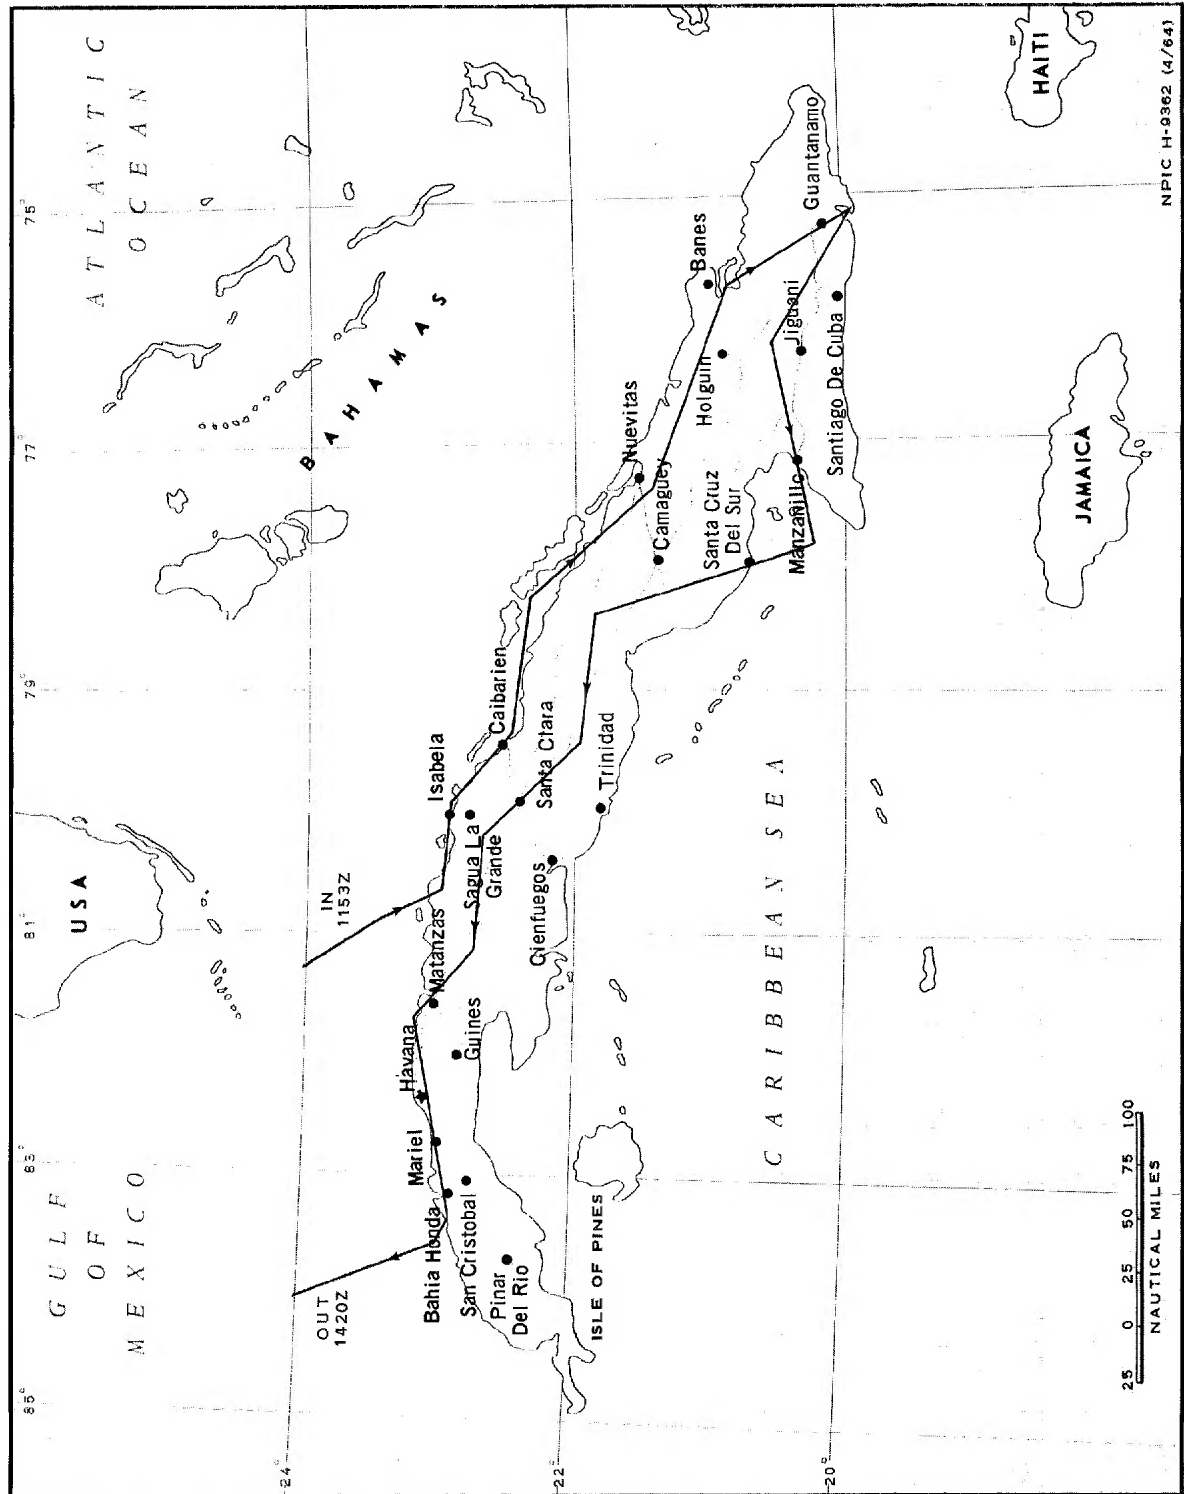 85°
83°
81°
79°
77°
75°
24°
22°
20°
GULF
OF
MEXICO
USA
ATLANTIC
OCEAN
BAHAMAS
OUT
1420Z
IN
1153Z
Bahia Honda
Mariel
Havana
Matanzas
San Cristobal
Pinar
Del Rio
Guines
Isabela
Sagua La
Grande
Caibarien
Santa Clara
Cienfuegos
Trinidad
Nuevitas
Camaguey
Santa Cruz
Del Sur
Holguin
Banes
Manzanillo
Jiguani
Guantanamo
Santiago De Cuba
ISLE OF PINES
CARIBBEAN SEA
JAMAICA
HAITI
25 0 25 50 75 100
NAUTICAL MILES
NPIC H-9362 (4/64)